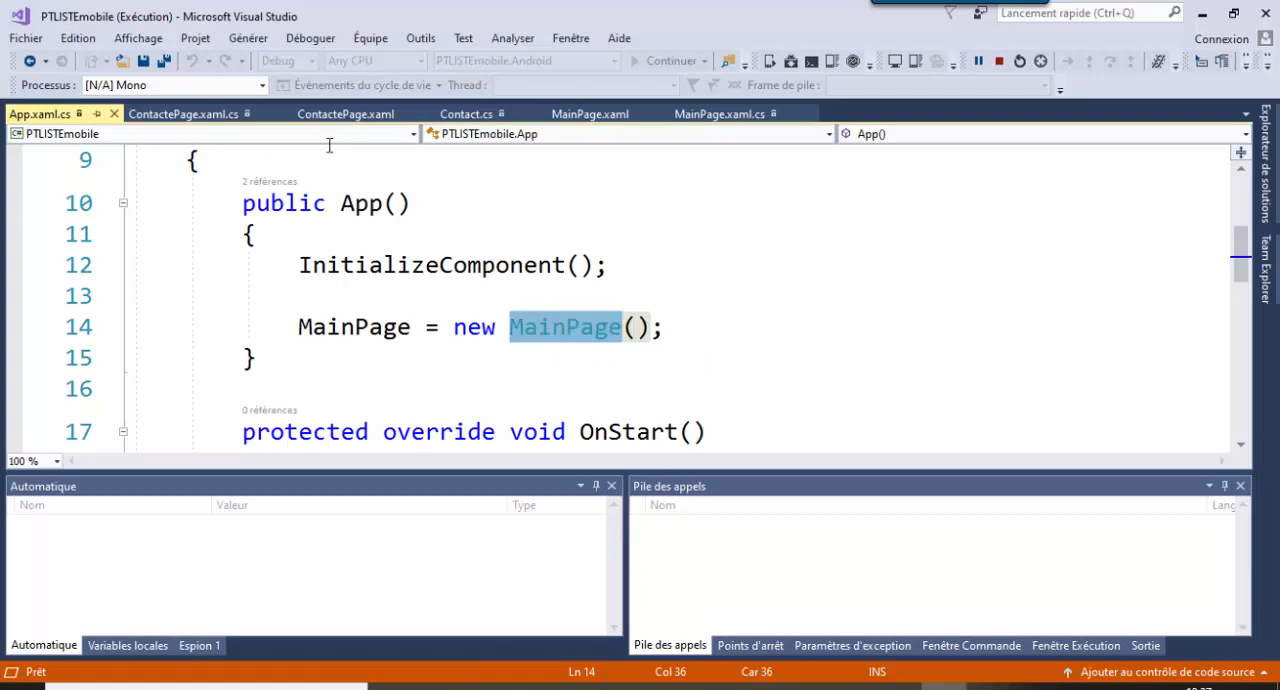 PTLISTEmobile (Exécution) - Microsoft Visual Studio
Lancement rapide (Ctrl+Q)
Fichier Edition Affichage Projet Générer Déboguer Équipe Outils Test Analyser Fenêtre Aide Connexion
Debug Any CPU PTLISTEmobile.Android Continuer
Processus : [N/A] Mono Événements du cycle de vie Thread : Frame de pile :
App.xaml.cs ContactePage.xaml.cs ContactePage.xaml Contact.cs MainPage.xaml MainPage.xaml.cs
PTLISTEmobile PTLISTEmobile.App App()
9 {
2 références
10 public App()
11 {
12 InitializeComponent();
13
14 MainPage = new MainPage();
15 }
16
0 références
17 protected override void OnStart()
100 %
Explorateur de solutions
Team Explorer
Automatique
Nom Valeur Type
Automatique Variables locales Espion 1
Pile des appels
Nom Lang
Pile des appels Points d'arrêt Paramètres d'exception Fenêtre Commande Fenêtre Exécution Sortie
Prêt Ln 14 Col 36 Car 36 INS Ajouter au contrôle de code source